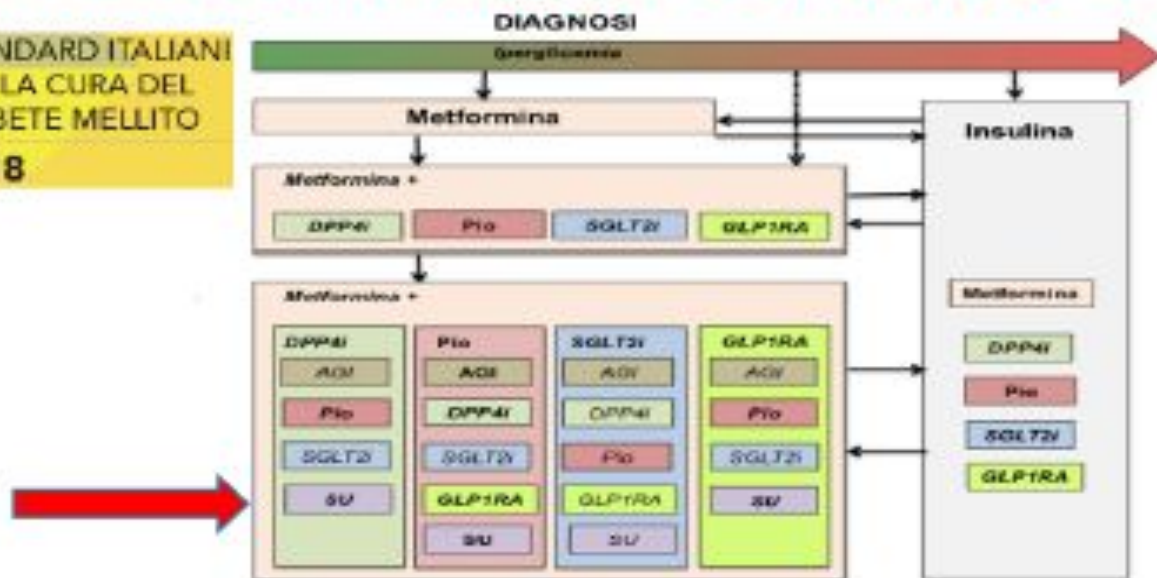 DIAGNOSI
NDARD ITALIANI
LA CURA DEL
BETE MELLITO
8
Iperglicemia
Metformina
Insulina
Metformina +
DPP4i Pio SGLT2i GLP1RA
Metformina +
DPP4i
AGI
Pio
SGLT2i
SU
Pio
AGI
DPP4i
SGLT2i
GLP1RA
SU
SGLT2i
AGI
DPP4i
Pio
GLP1RA
SU
GLP1RA
AGI
Pio
SGLT2i
SU
Metformina
DPP4i
Pio
SGLT2i
GLP1RA